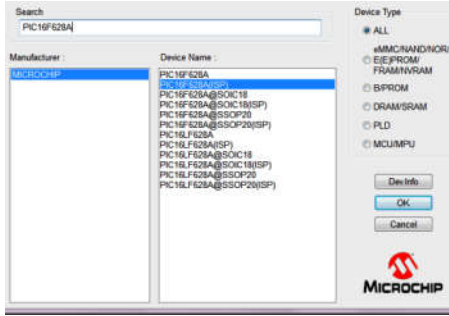 Search
PIC16F628A
Manufacturer :
MICROCHIP
Device Name :
PIC16F628A
PIC16F628A(ISP)
PIC16F628A@SOIC18
PIC16F628A@SOIC18(ISP)
PIC16F628A@SSOP20
PIC16F628A@SSOP20(ISP)
PIC16LF628A
PIC16LF628A(ISP)
PIC16LF628A@SOIC18
PIC16LF628A@SOIC18(ISP)
PIC16LF628A@SSOP20
PIC16LF628A@SSOP20(ISP)
Device Type
ALL
eMMC/NAND/NOR/
E(E)PROM/
FRAM/NVRAM
B/PROM
DRAM/SRAM
PLD
MCU/MPU
Dev.Info.
OK
Cancel
MICROCHIP